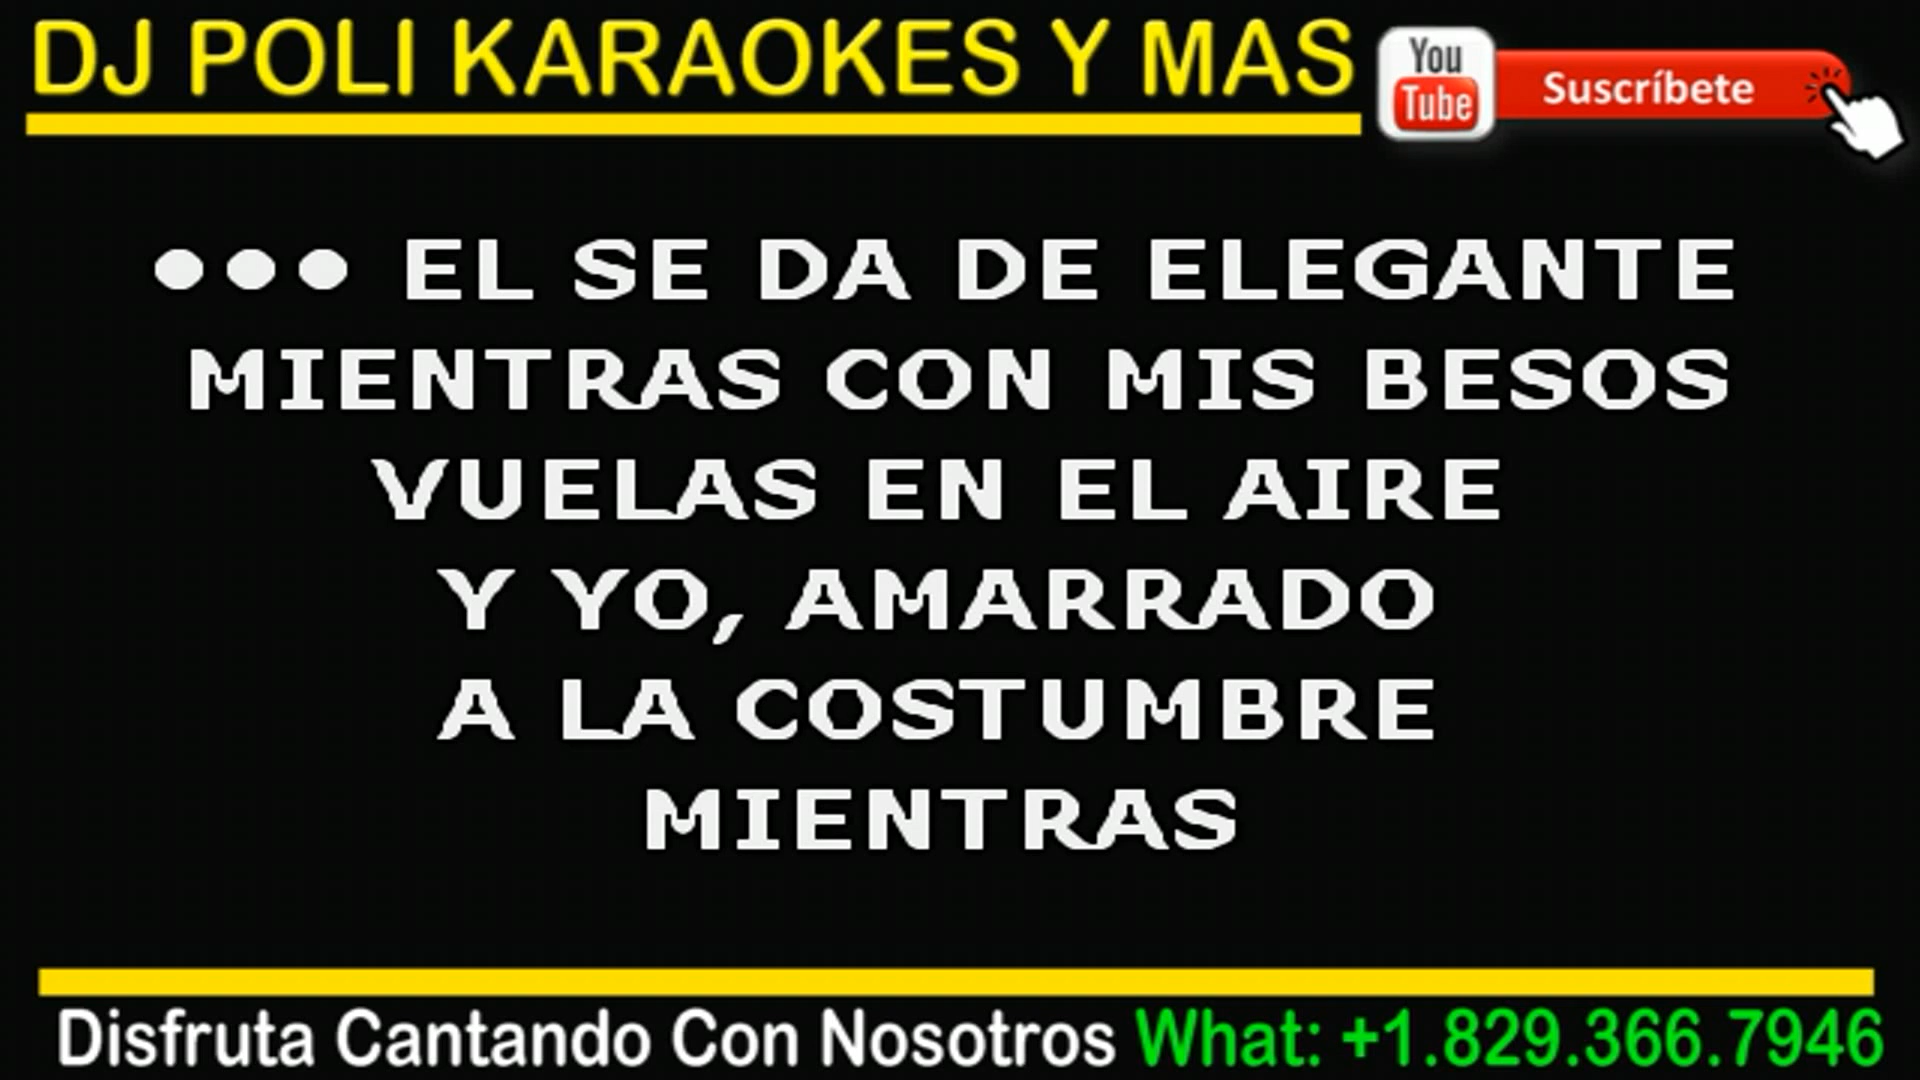 DJ POLI KARAOKES Y MAS
You
Tube
Suscríbete
●●● EL SE DA DE ELEGANTE
MIENTRAS CON MIS BESOS
VUELAS EN EL AIRE
Y YO, AMARRADO
A LA COSTUMBRE
MIENTRAS
Disfruta Cantando Con Nosotros What: +1.829.366.7946